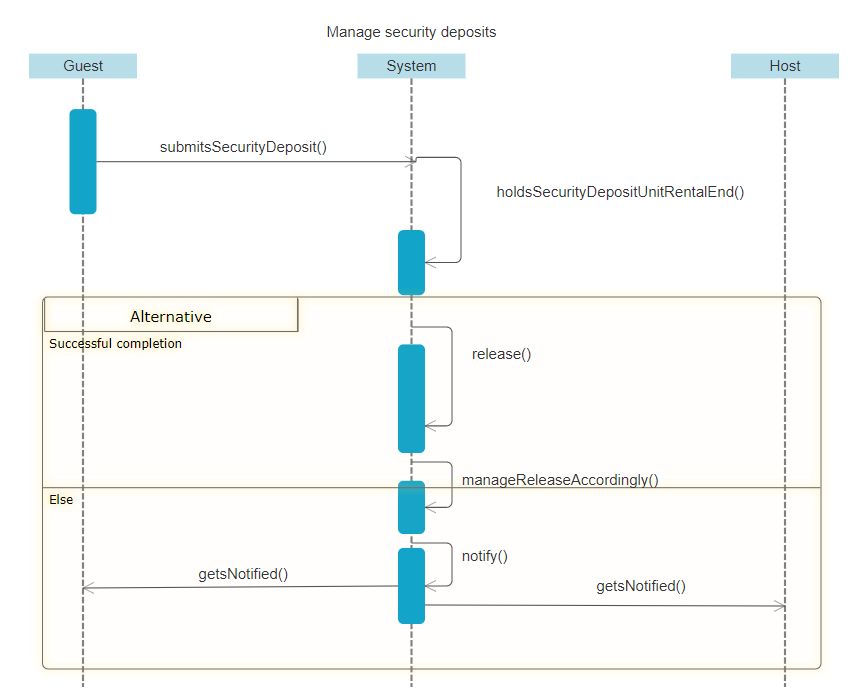 Manage security deposits
Guest
System
Host
submitsSecurityDeposit()
holdsSecurityDepositUnitRentalEnd()
Alternative
Successful completion
release()
manageReleaseAccordingly()
Else
notify()
getsNotified()
getsNotified()